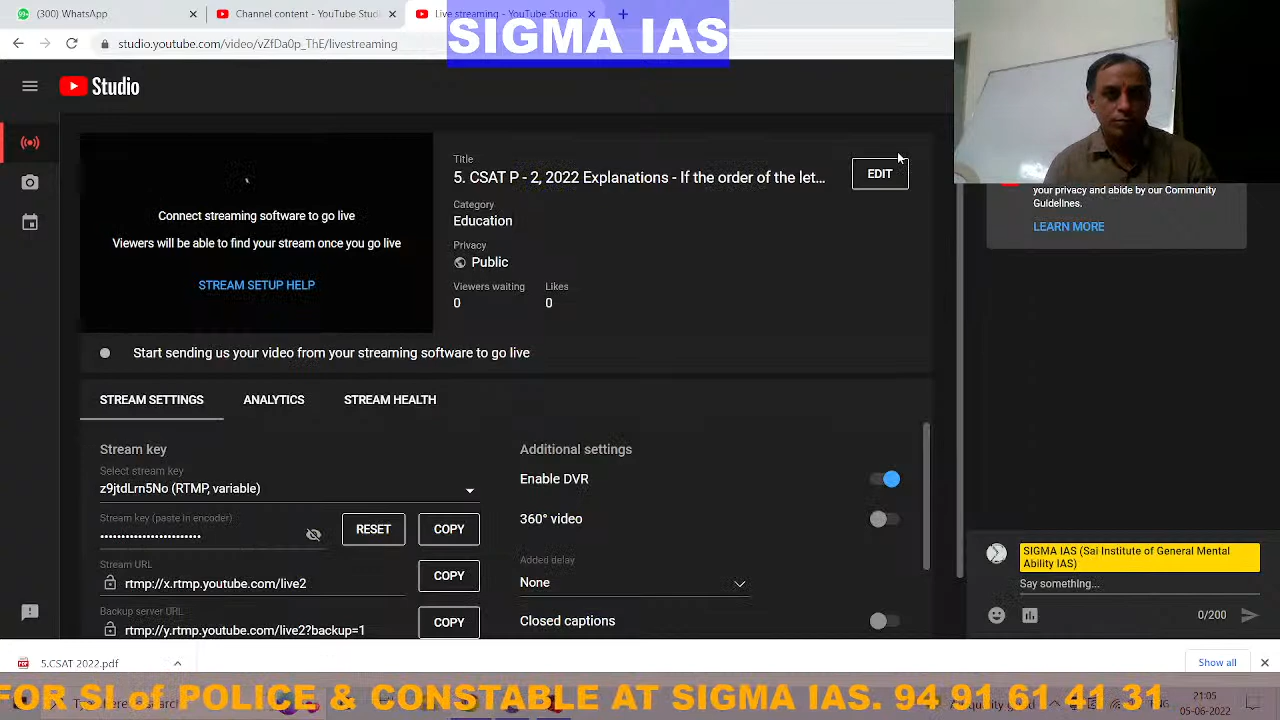 (300) WhatsApp
Channel content - YouTube Studio
Live streaming - YouTube Studio
SIGMA IAS
studio.youtube.com/video/vZfDa0p_ThE/livestreaming
Studio
Connect streaming software to go live
Viewers will be able to find your stream once you go live
STREAM SETUP HELP
Title
5. CSAT P - 2, 2022 Explanations - If the order of the let...
EDIT
Category
Education
Privacy
Public
Viewers waiting
Likes
0
0
your privacy and abide by our Community
Guidelines.
LEARN MORE
Start sending us your video from your streaming software to go live
STREAM SETTINGS
ANALYTICS
STREAM HEALTH
Stream key
Select stream key
z9jtdLrn5No (RTMP, variable)
Stream key (paste in encoder)
••••••••••••••••••••••••
RESET
COPY
Stream URL
rtmp://x.rtmp.youtube.com/live2
COPY
Backup server URL
rtmp://y.rtmp.youtube.com/live2?backup=1
COPY
Additional settings
Enable DVR
360° video
Added delay
None
Closed captions
SIGMA IAS (Sai Institute of General Mental
Ability IAS)
Say something...
0/200
5.CSAT 2022.pdf
Show all
FOR SI of POLICE & CONSTABLE AT SIGMA IAS. 94 91 61 41 31
21:05
05-06-2022